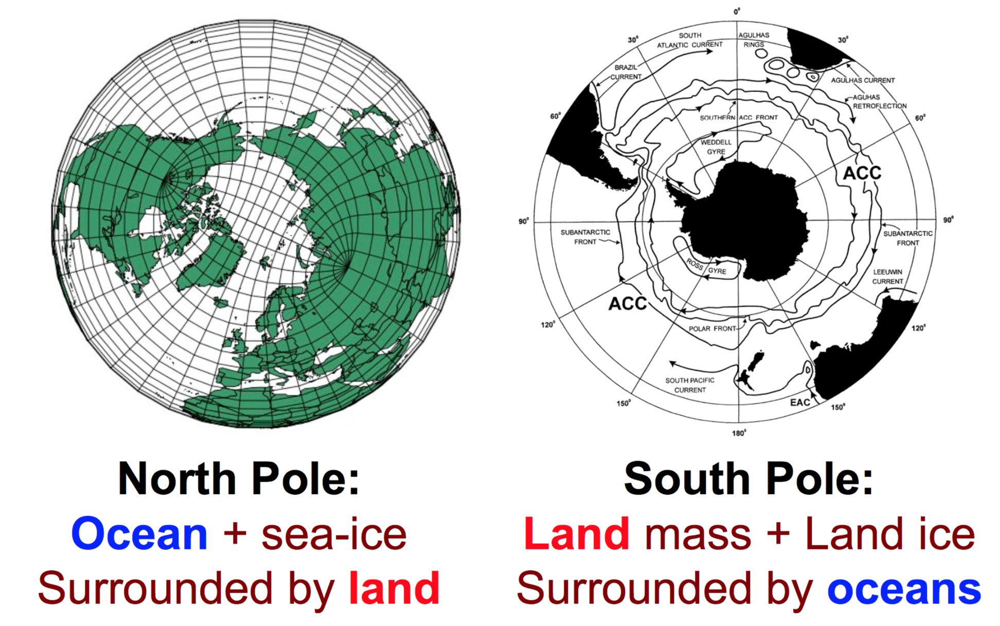 0°
30°
SOUTH
ATLANTIC CURRENT
AGULHAS
RINGS
30°
BRAZIL
CURRENT
AGULHAS CURRENT
AGUHAS
RETROFLECTION
60°
SOUTHERN ACC FRONT
60°
WEDDELL
GYRE
ACC
90°
90°
SUBANTARCTIC
FRONT
SUBANTARCTIC
FRONT
ROSS GYRE
LEEUWIN
CURRENT
ACC
120°
POLAR FRONT
120°
SOUTH PACIFIC
CURRENT
150°
EAC
150°
180°
North Pole:
Ocean + sea-ice
Surrounded by land
South Pole:
Land mass + Land ice
Surrounded by oceans